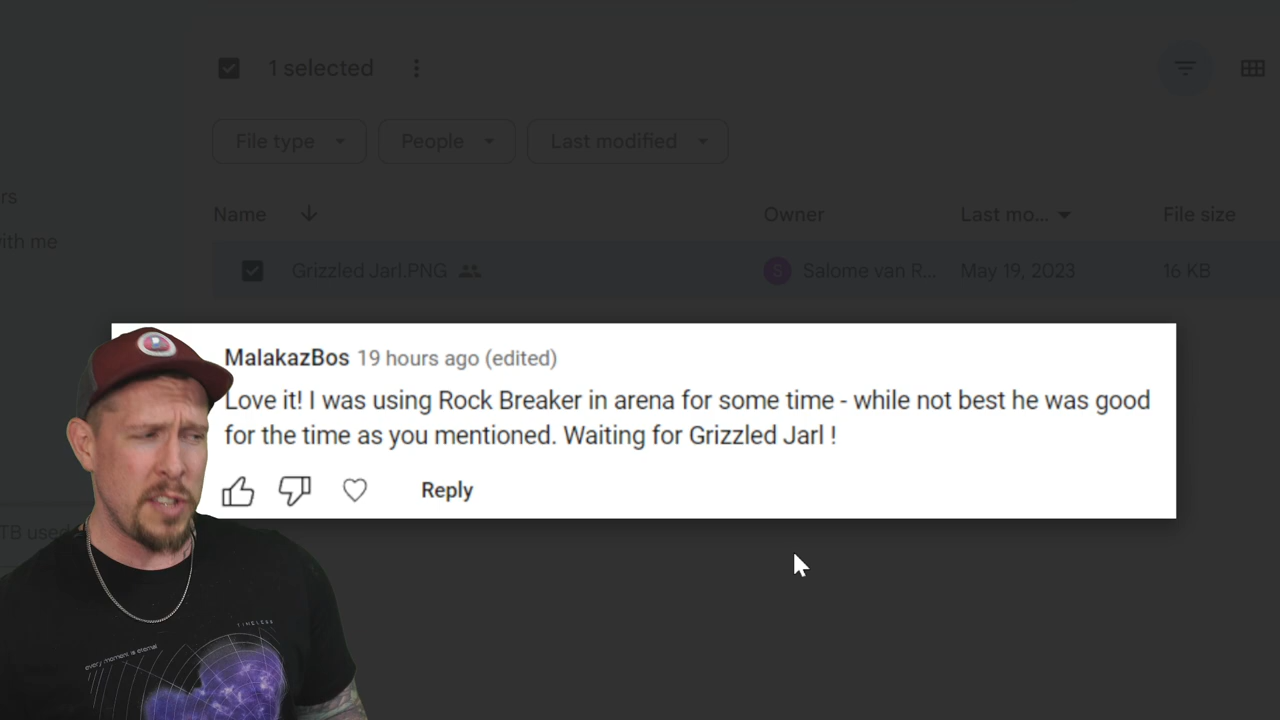 1 selected
File type
People
Last modified
rs
Name
Owner
Last mo...
File size
ith me
Grizzled Jarl.PNG
S
Salome van R...
May 19, 2023
16 KB
MalakazBos 19 hours ago (edited)
Love it! I was using Rock Breaker in arena for some time - while not best he was good
for the time as you mentioned. Waiting for Grizzled Jarl !
Reply
TB used
TIMELESS
every moment is eternal